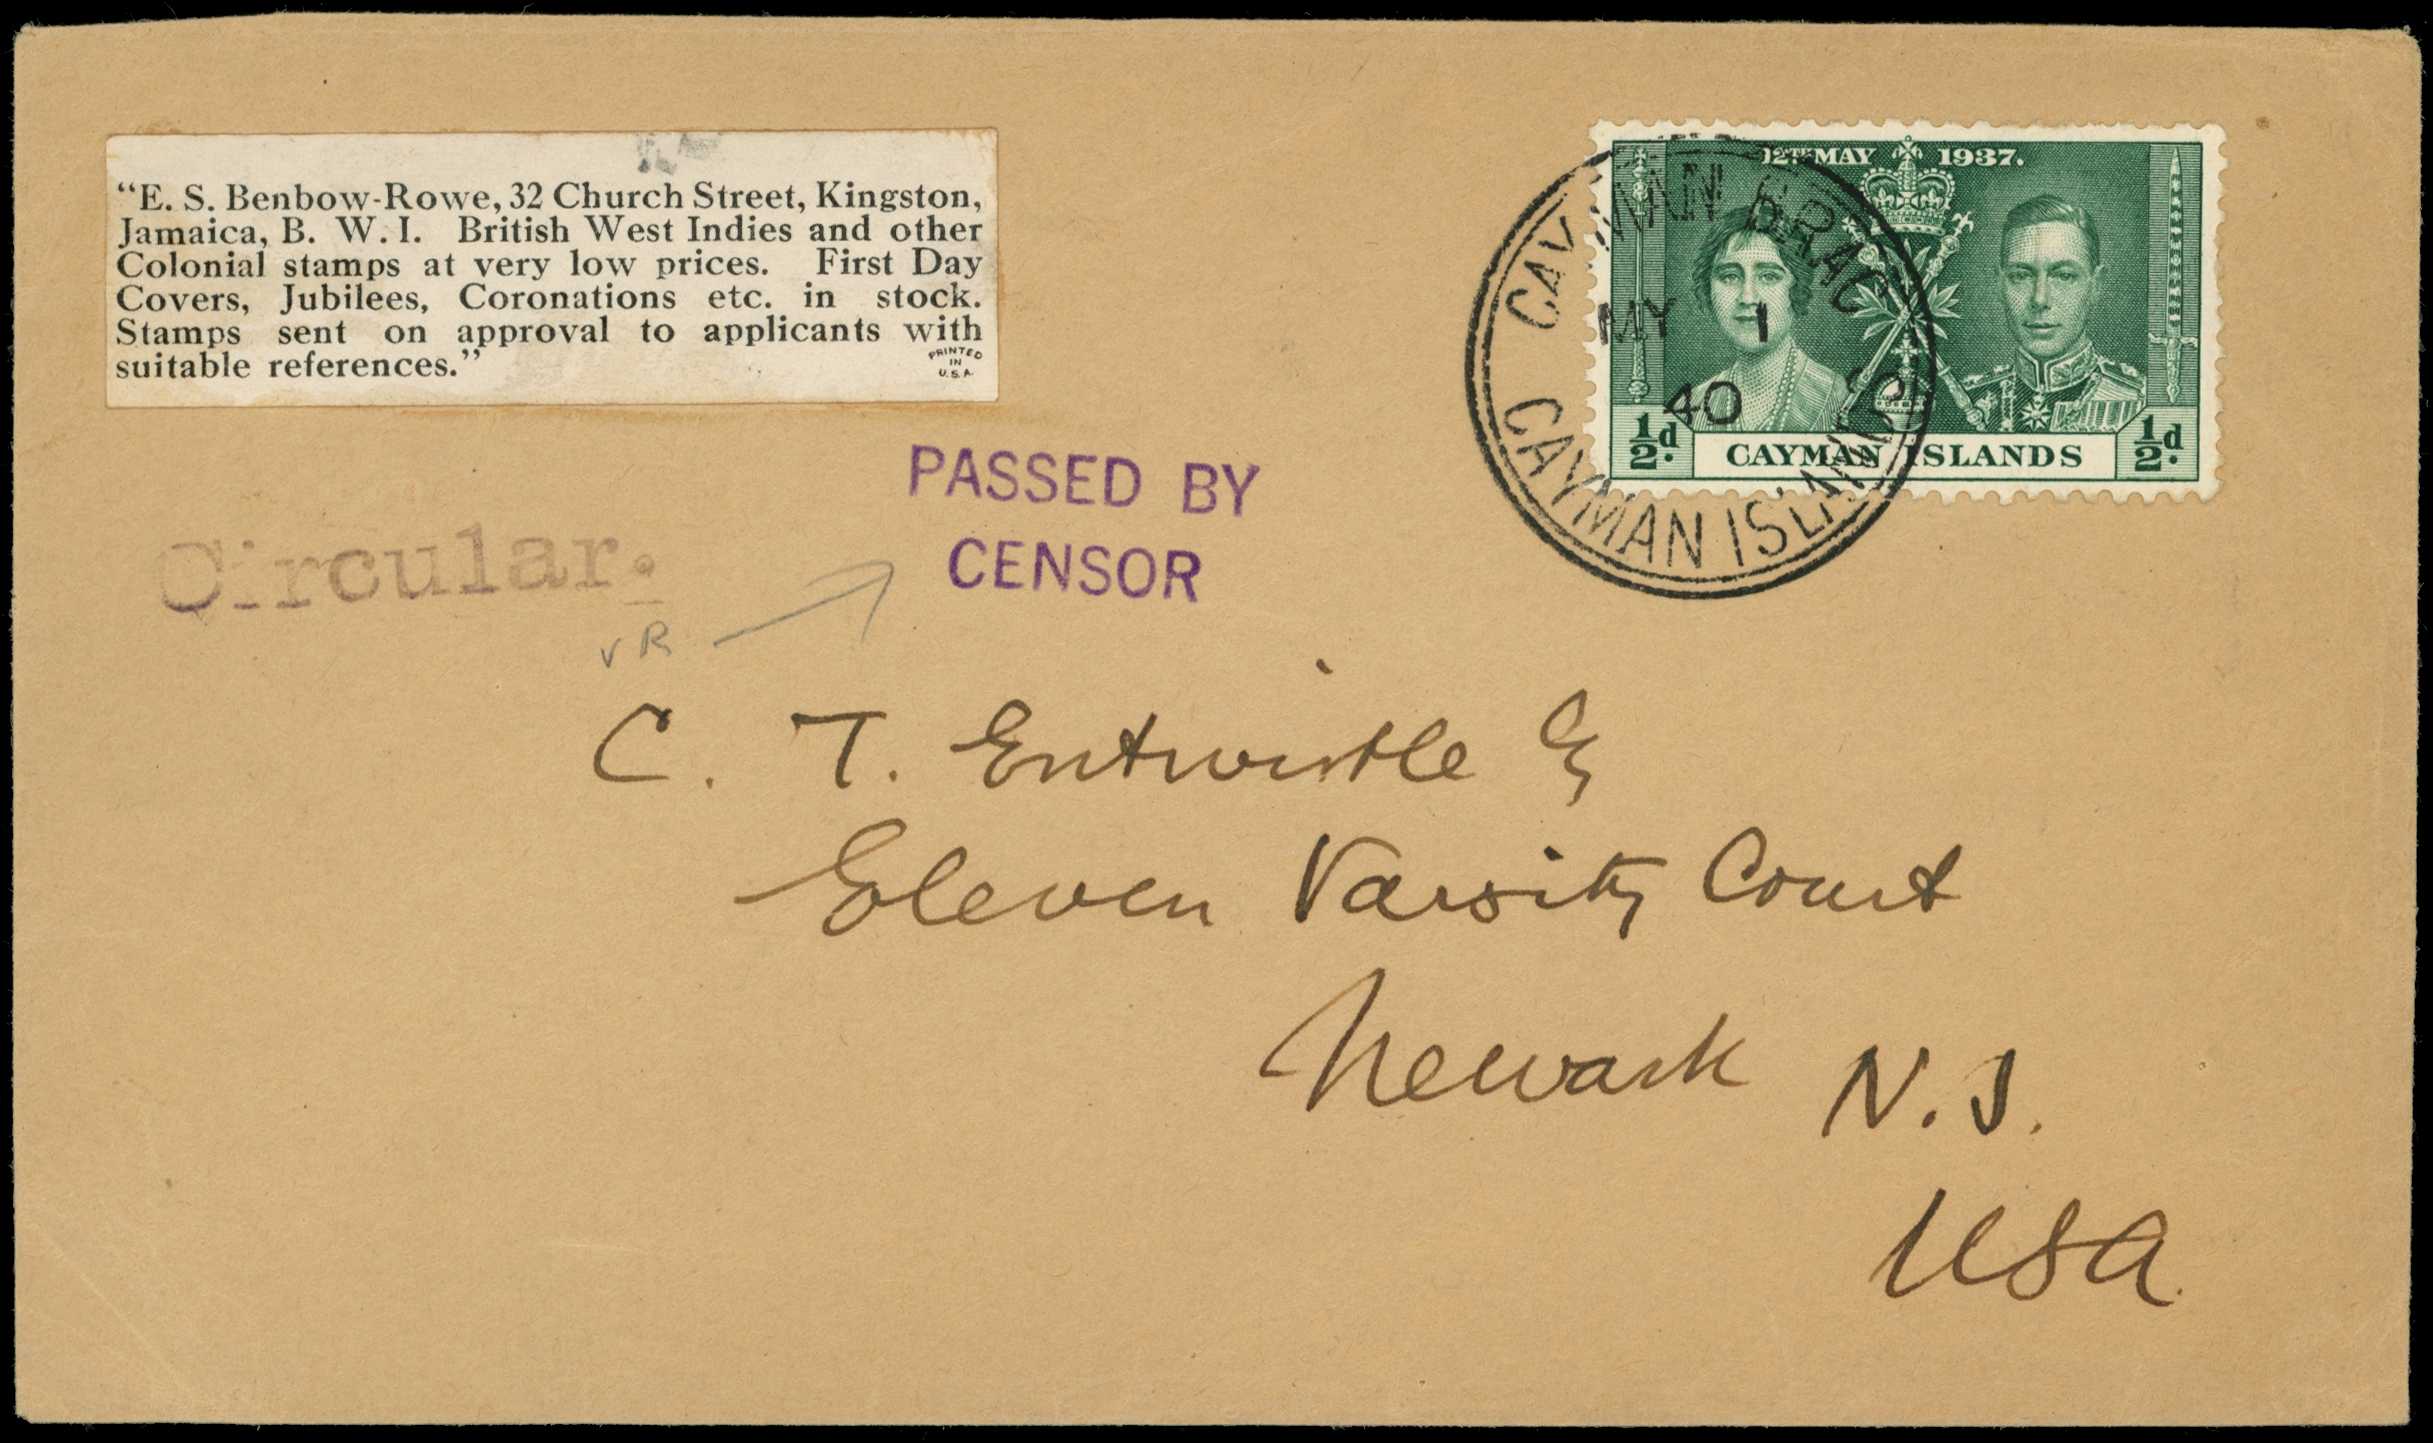 "E. S. Benbow-Rowe, 32 Church Street, Kingston,
Jamaica, B. W. I. British West Indies and other
Colonial stamps at very low prices. First Day
Covers, Jubilees, Coronations etc. in stock.
Stamps sent on approval to applicants with
suitable references."
PRINTED
IN
U.S.A.
12TH MAY 1937.
½d. CAYMAN ISLANDS ½d.
CAYMAN BRAC
MY 1
40
CAYMAN ISLANDS
PASSED BY
CENSOR
Circular.
VR
C. T. Entwistle
Eleven Varsity Court
Newark N.J.
USA.